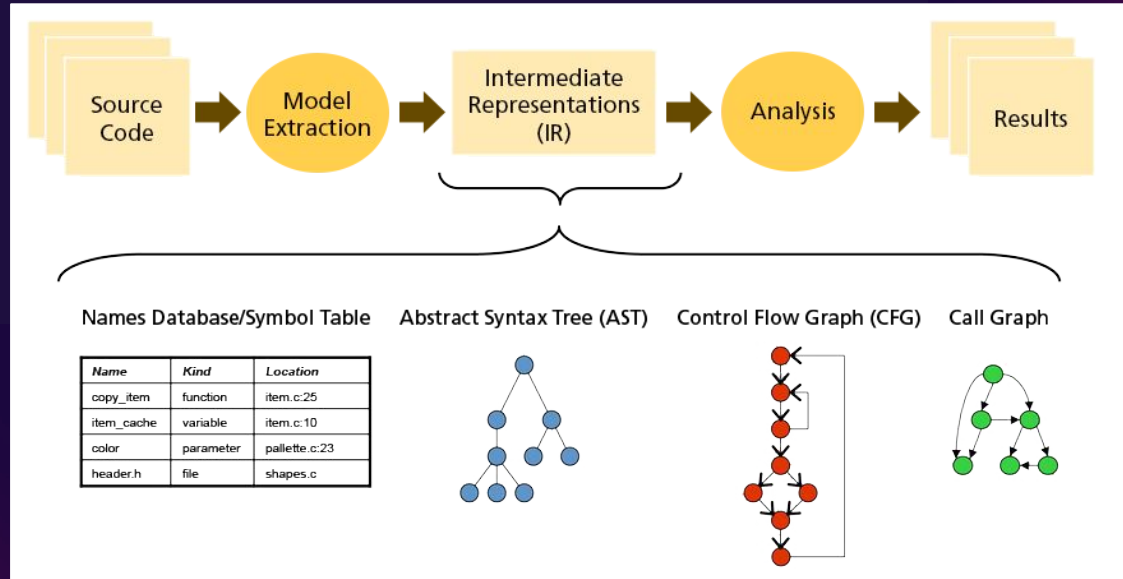 Source
Code
Model
Extraction
Intermediate
Representations
(IR)
Analysis
Results
Names Database/Symbol Table
Abstract Syntax Tree (AST)
Control Flow Graph (CFG)
Call Graph
Name Kind Location
copy_item function item.c:25
item_cache variable item.c:10
color parameter pallette.c:23
header.h file shapes.c